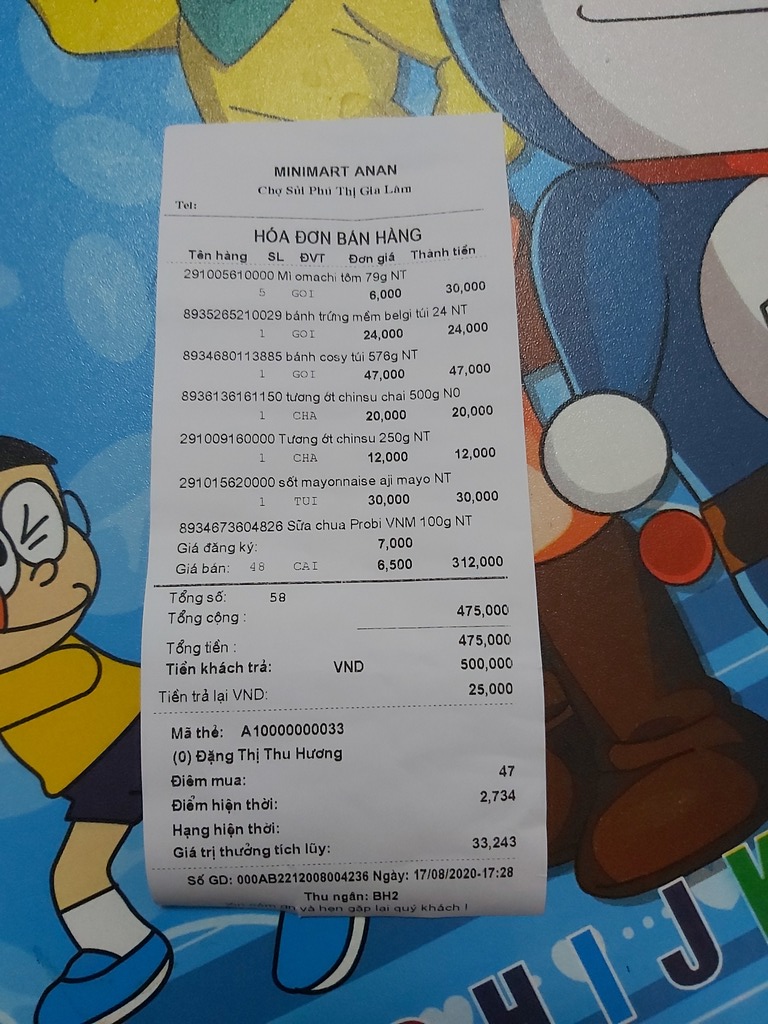 MINIMART ANAN
Chợ Sủi Phú Thị Gia Lâm
Tel:
HÓA ĐƠN BÁN HÀNG
Tên hàng SL ĐVT Đơn giá Thành tiền
291005610000 Mì omachi tôm 79g NT
5 GOI 6,000 30,000
8935265210029 bánh trứng mềm belgi túi 24 NT
1 GOI 24,000 24,000
8934680113885 bánh cosy túi 576g NT
1 GOI 47,000 47,000
8936136161150 tương ớt chinsu chai 500g N0
1 CHA 20,000 20,000
291009160000 Tương ớt chinsu 250g NT
1 CHA 12,000 12,000
291015620000 sốt mayonnaise aji mayo NT
1 TUI 30,000 30,000
8934673604826 Sữa chua Probi VNM 100g NT
Giá đăng ký: 7,000
Giá bán: 48 CAI 6,500 312,000
Tổng số: 58
Tổng cộng : 475,000
Tổng tiền : 475,000
Tiền khách trả: VND 500,000
Tiền trả lại VND: 25,000
Mã thẻ: A10000000033
(0) Đặng Thị Thu Hương
Điểm mua: 47
Điểm hiện thời: 2,734
Hạng hiện thời:
Giá trị thưởng tích lũy: 33,243
Số GD: 000AB2212008004236 Ngày: 17/08/2020-17:28
Thu ngân: BH2
và hẹn gặp lại quý khách !
H I J